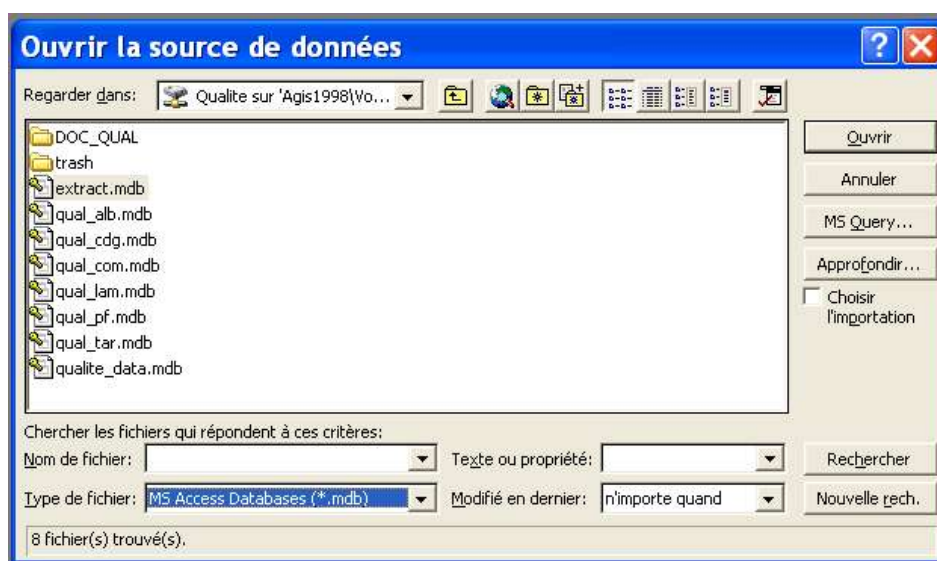 Ouvrir la source de données
Regarder dans: Qualite sur 'Agis1998\Vo...
DOC_QUAL
trash
extract.mdb
qual_alb.mdb
qual_cdg.mdb
qual_com.mdb
qual_lam.mdb
qual_pf.mdb
qual_tar.mdb
qualite_data.mdb
Ouvrir
Annuler
MS Query...
Approfondir...
Choisir
l'importation
Chercher les fichiers qui répondent à ces critères:
Nom de fichier: Texte ou propriété: Rechercher
Type de fichier: MS Access Databases (*.mdb) Modifié en dernier: n'importe quand Nouvelle rech.
8 fichier(s) trouvé(s).